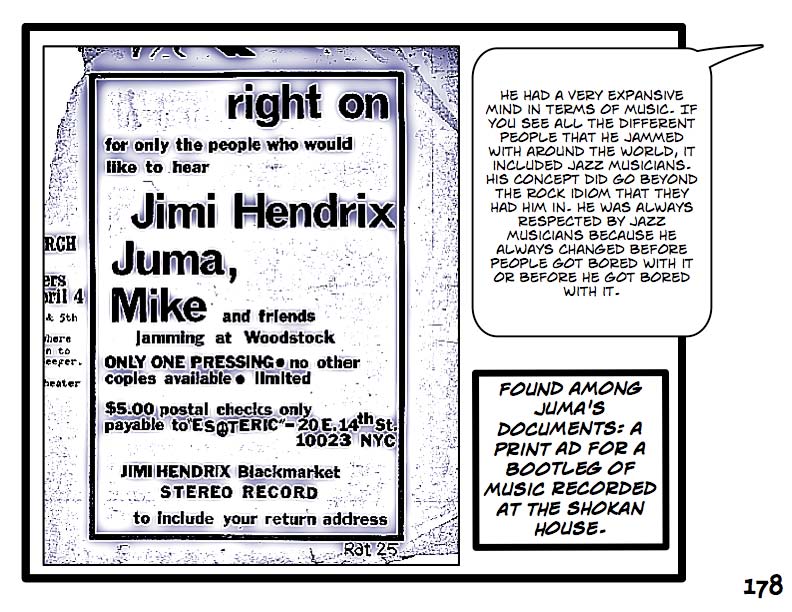 right on
for only the people who would
like to hear
Jimi Hendrix
Juma,
Mike and friends
Jamming at Woodstock
ONLY ONE PRESSING● no other
copies available ● limited
$5.00 postal checks only
payable to "ESOTERIC" – 20 E. 14th St.
10023 NYC
JIMI HENDRIX Blackmarket
STEREO RECORD
to include your return address
Rat 25
RCH
ers
pril 4
& 5th
here
n to
eeper.
heater
HE HAD A VERY EXPANSIVE
MIND IN TERMS OF MUSIC. IF
YOU SEE ALL THE DIFFERENT
PEOPLE THAT HE JAMMED
WITH AROUND THE WORLD, IT
INCLUDED JAZZ MUSICIANS.
HIS CONCEPT DID GO BEYOND
THE ROCK IDIOM THAT THEY
HAD HIM IN. HE WAS ALWAYS
RESPECTED BY JAZZ
MUSICIANS BECAUSE HE
ALWAYS CHANGED BEFORE
PEOPLE GOT BORED WITH IT
OR BEFORE HE GOT BORED
WITH IT.
FOUND AMONG
JUMA'S
DOCUMENTS: A
PRINT AD FOR A
BOOTLEG OF
MUSIC RECORDED
AT THE SHOKAN
HOUSE.
178